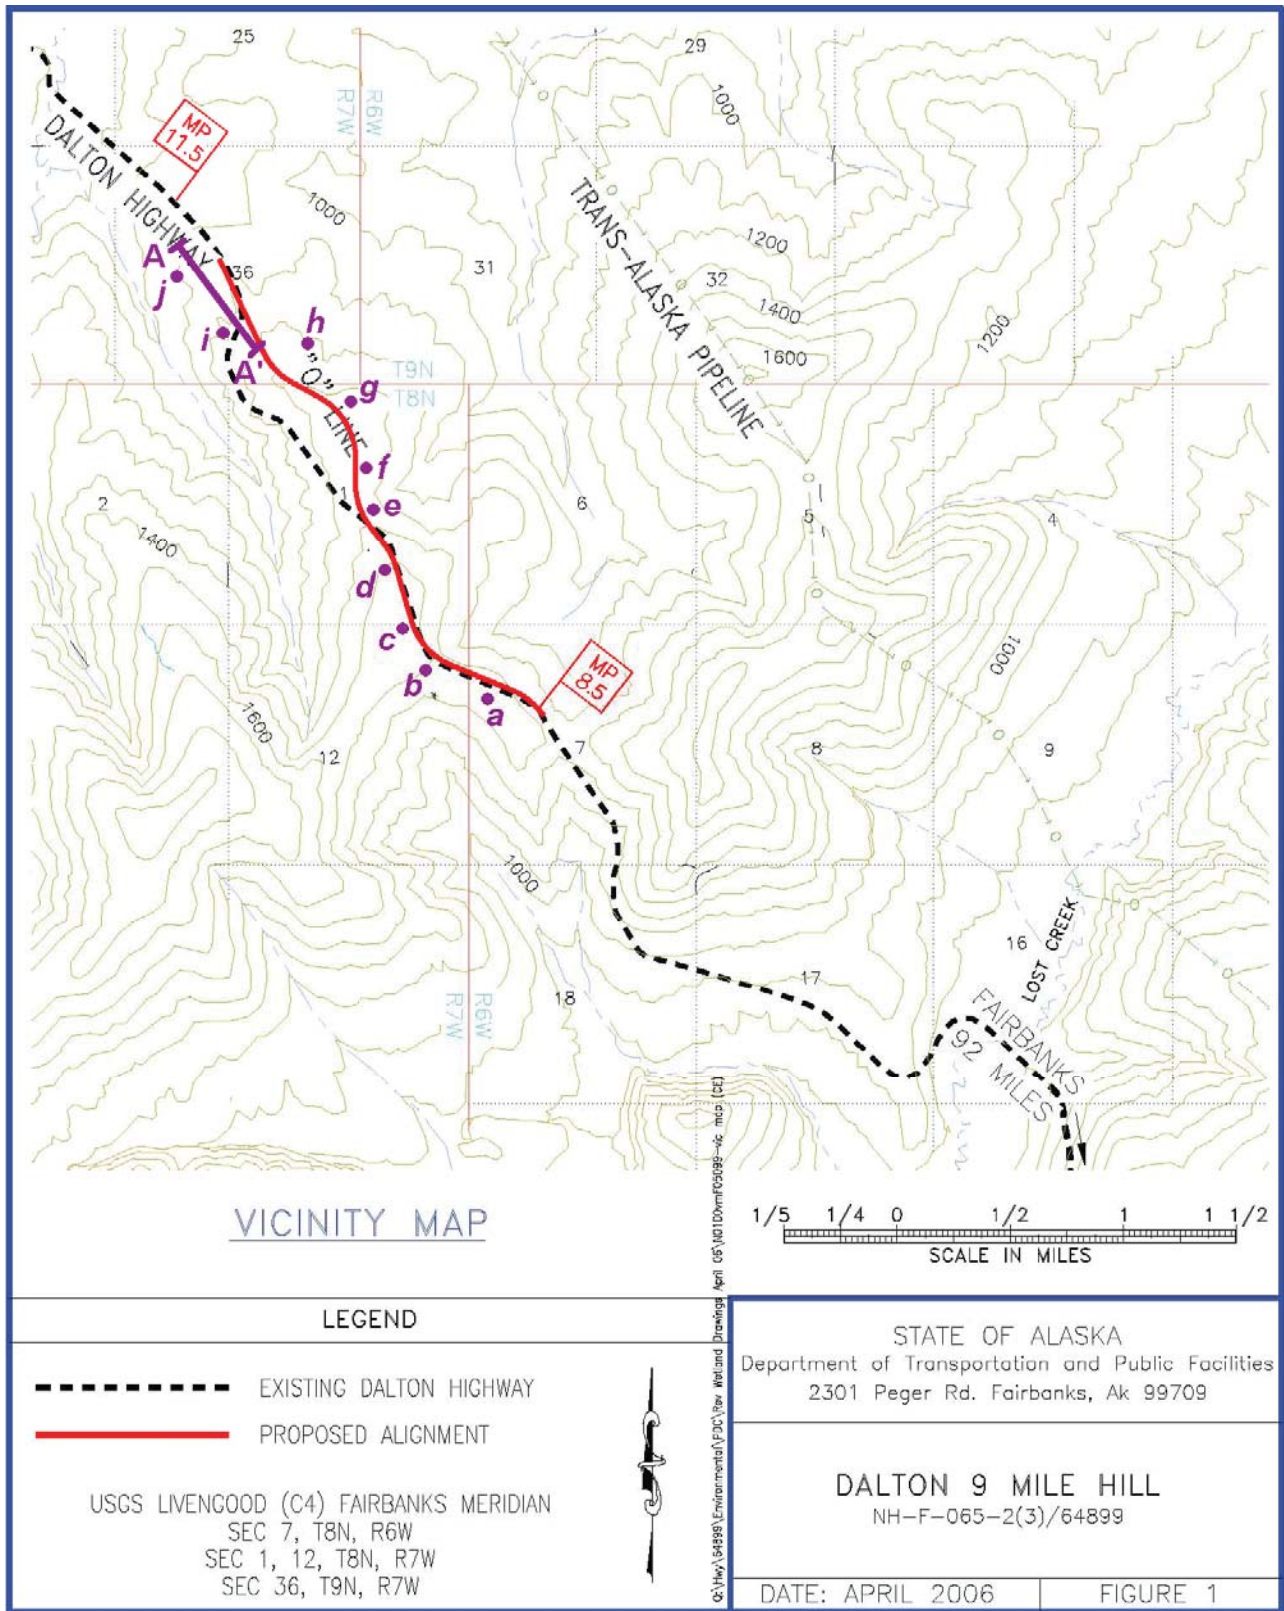 25
29
1000
R7W
R6W
MP
11.5
DALTON HIGHWAY
1000
TRANS-ALASKA PIPELINE
1200
31
32
36
A
j
1400
1200
i
h
1600
A'
"O" LINE
T9N
T8N
g
f
2
1
e
6
5
4
1400
d
c
1000
MP
8.5
b
a
1600
12
7
8
9
1000
16
LOST CREEK
17
18
R7W
R6W
FAIRBANKS
92 MILES
VICINITY MAP
1/5 1/4 0 1/2 1 1 1/2
SCALE IN MILES
LEGEND
EXISTING DALTON HIGHWAY
PROPOSED ALIGNMENT
USGS LIVENGOOD (C4) FAIRBANKS MERIDIAN
SEC 7, T8N, R6W
SEC 1, 12, T8N, R7W
SEC 36, T9N, R7W
STATE OF ALASKA
Department of Transportation and Public Facilities
2301 Peger Rd. Fairbanks, Ak 99709
DALTON 9 MILE HILL
NH-F-065-2(3)/64899
DATE: APRIL 2006
FIGURE 1